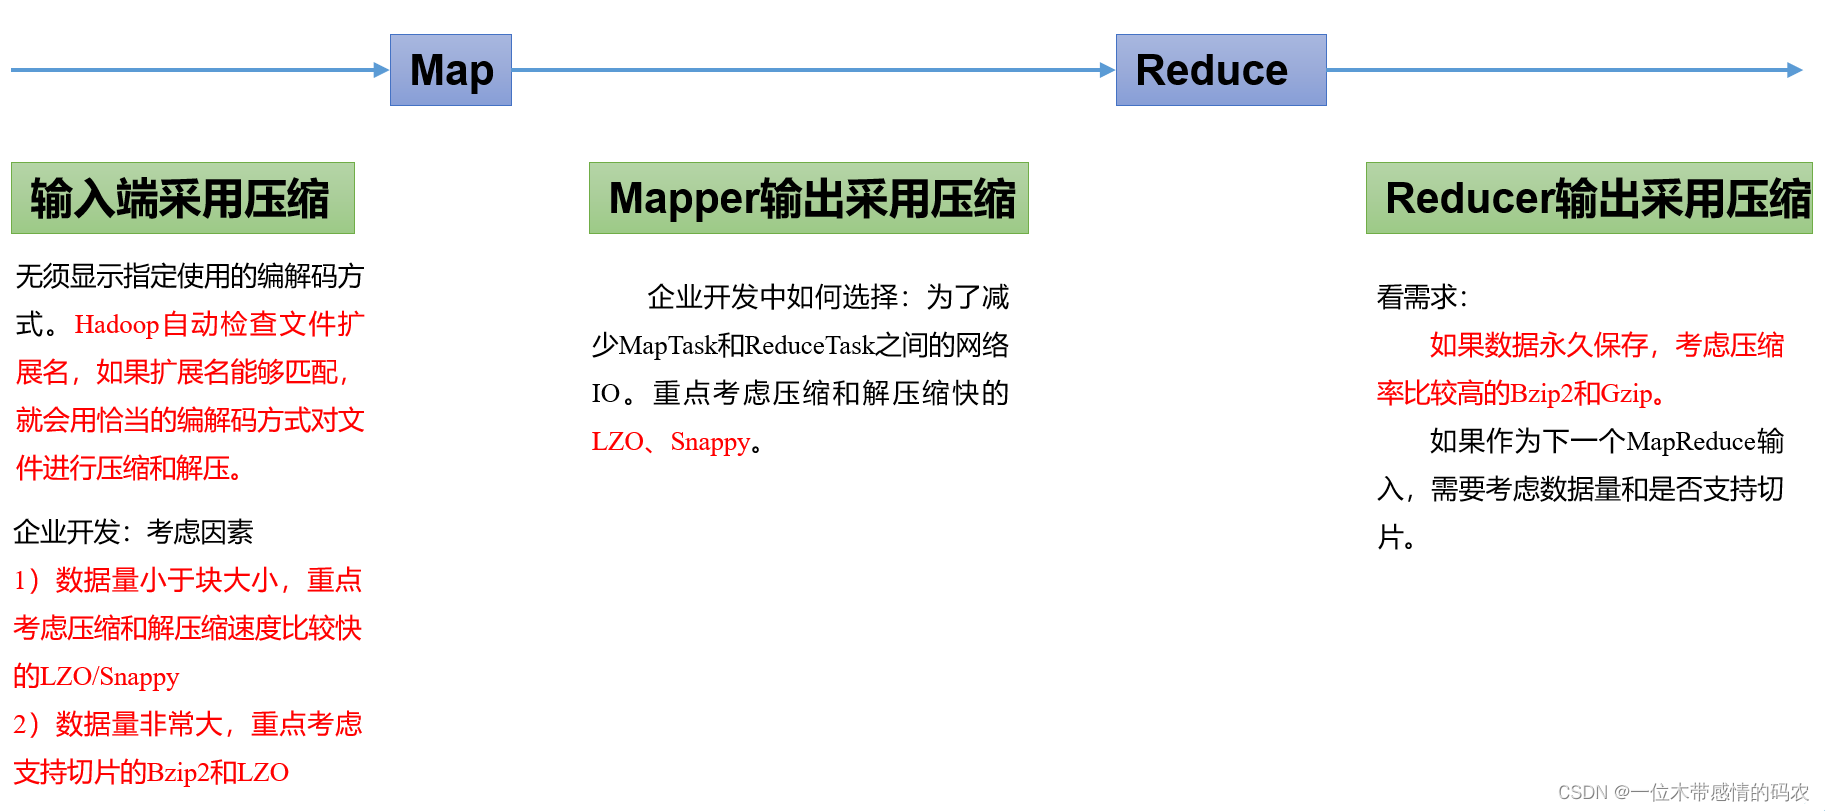 Map
Reduce
输入端采用压缩
无须显示指定使用的编解码方
式。Hadoop自动检查文件扩
展名，如果扩展名能够匹配，
就会用恰当的编解码方式对文
件进行压缩和解压。
企业开发：考虑因素
1）数据量小于块大小，重点
考虑压缩和解压缩速度比较快
的LZO/Snappy
2）数据量非常大，重点考虑
支持切片的Bzip2和LZO
Mapper输出采用压缩
企业开发中如何选择：为了减
少MapTask和ReduceTask之间的网络
IO。重点考虑压缩和解压缩快的
LZO、Snappy。
Reducer输出采用压缩
看需求：
如果数据永久保存，考虑压缩
率比较高的Bzip2和Gzip。
如果作为下一个MapReduce输
入，需要考虑数据量和是否支持切
片。
CSDN @一位木带感情的码农